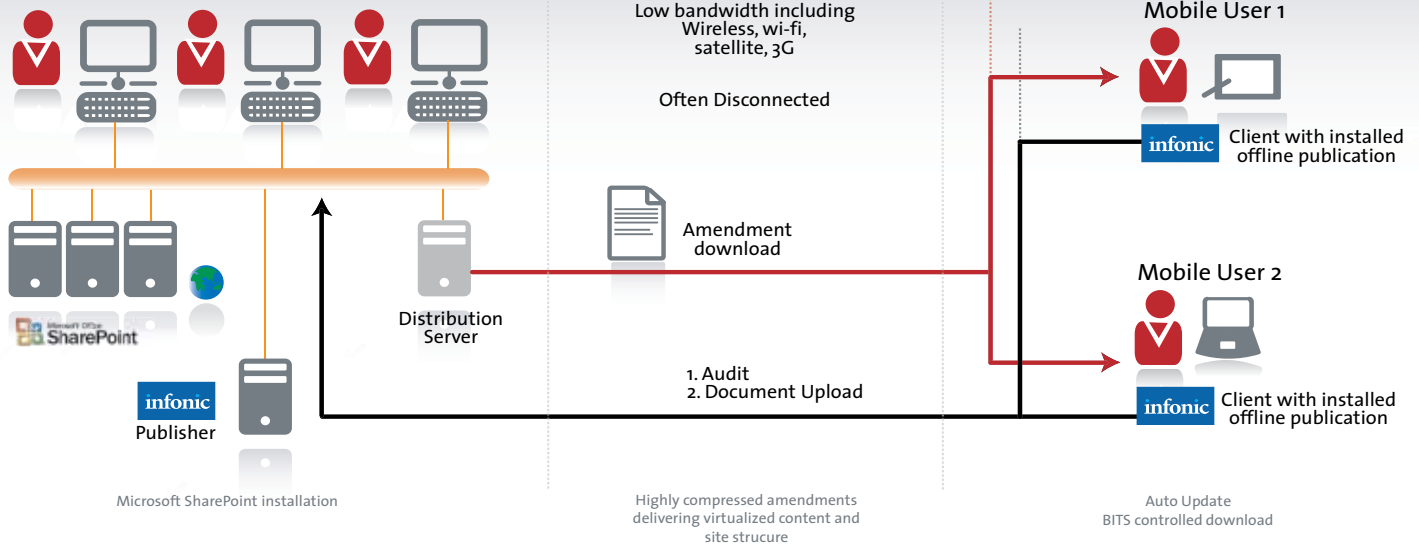 Low bandwidth including
Wireless, wi-fi,
satellite, 3G
Often Disconnected
Mobile User 1
infonic
Client with installed
offline publication
Amendment
download
Mobile User 2
Distribution
Server
Microsoft Office
SharePoint
1. Audit
2. Document Upload
infonic
Client with installed
offline publication
infonic
Publisher
Microsoft SharePoint installation
Highly compressed amendments
delivering virtualized content and
site strucure
Auto Update
BITS controlled download